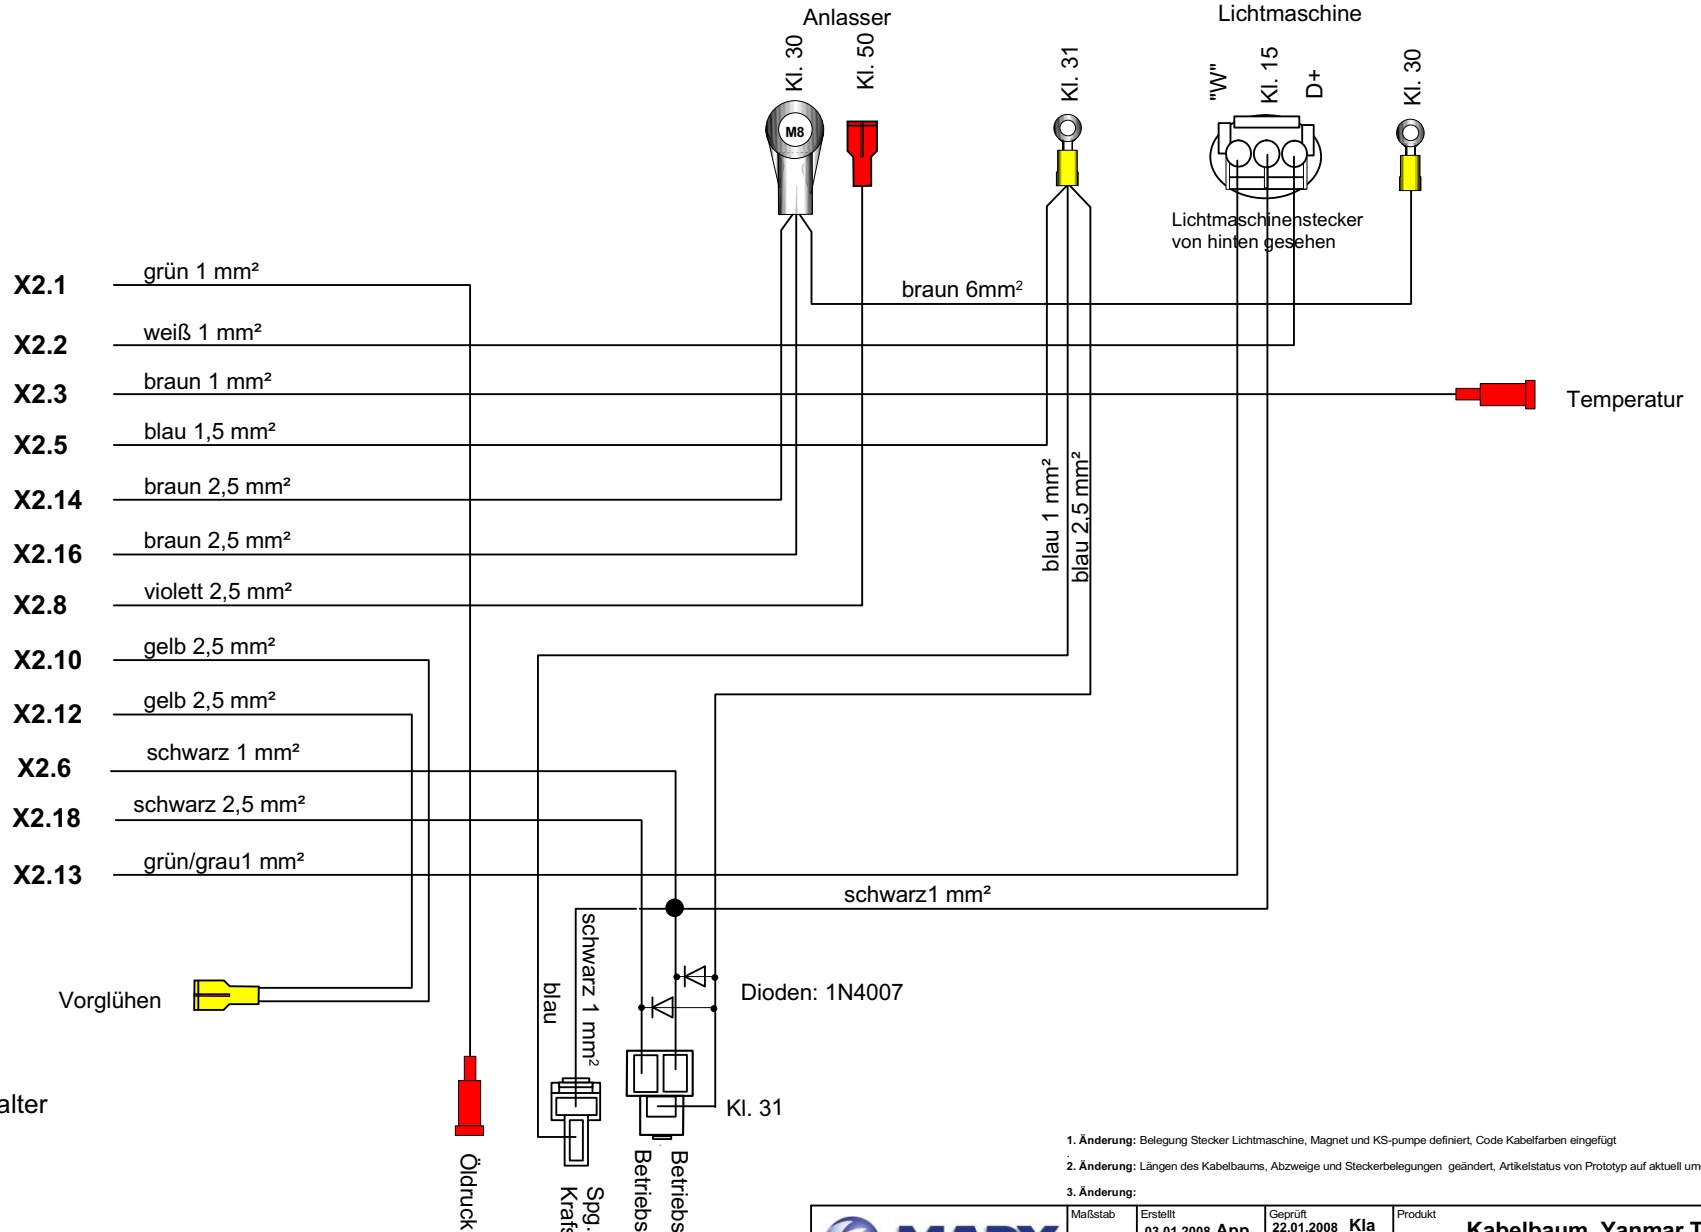 Anlasser
Lichtmaschine
Kl. 30
Kl. 50
Kl. 31
"W"
Kl. 15
D+
Kl. 30
M8
Lichtmaschinenstecker
von hinten gesehen
X2.1 grün 1 mm²
braun 6mm²
X2.2 weiß 1 mm²
X2.3 braun 1 mm²
Temperatur
X2.5 blau 1,5 mm²
X2.14 braun 2,5 mm²
blau 1 mm²
blau 2,5 mm²
X2.16 braun 2,5 mm²
X2.8 violett 2,5 mm²
X2.10 gelb 2,5 mm²
X2.12 gelb 2,5 mm²
X2.6 schwarz 1 mm²
X2.18 schwarz 2,5 mm²
X2.13 grün/grau1 mm²
schwarz1 mm²
schwarz 1 mm²
blau
Vorglühen
Dioden: 1N4007
alter
Kl. 31
Öldruck
Spg.
Krafs
Betriebs
Betriebs
1. Änderung: Belegung Stecker Lichtmaschine, Magnet und KS-pumpe definiert, Code Kabelfarben eingefügt
2. Änderung: Längen des Kabelbaums, Abzweige und Steckerbelegungen geändert, Artikelstatus von Prototyp auf aktuell um
3. Änderung:
Maßstab
Erstellt
03.01.2008 App
Geprüft
22.01.2008 Kla
Produkt
Kabelbaum Yanmar T